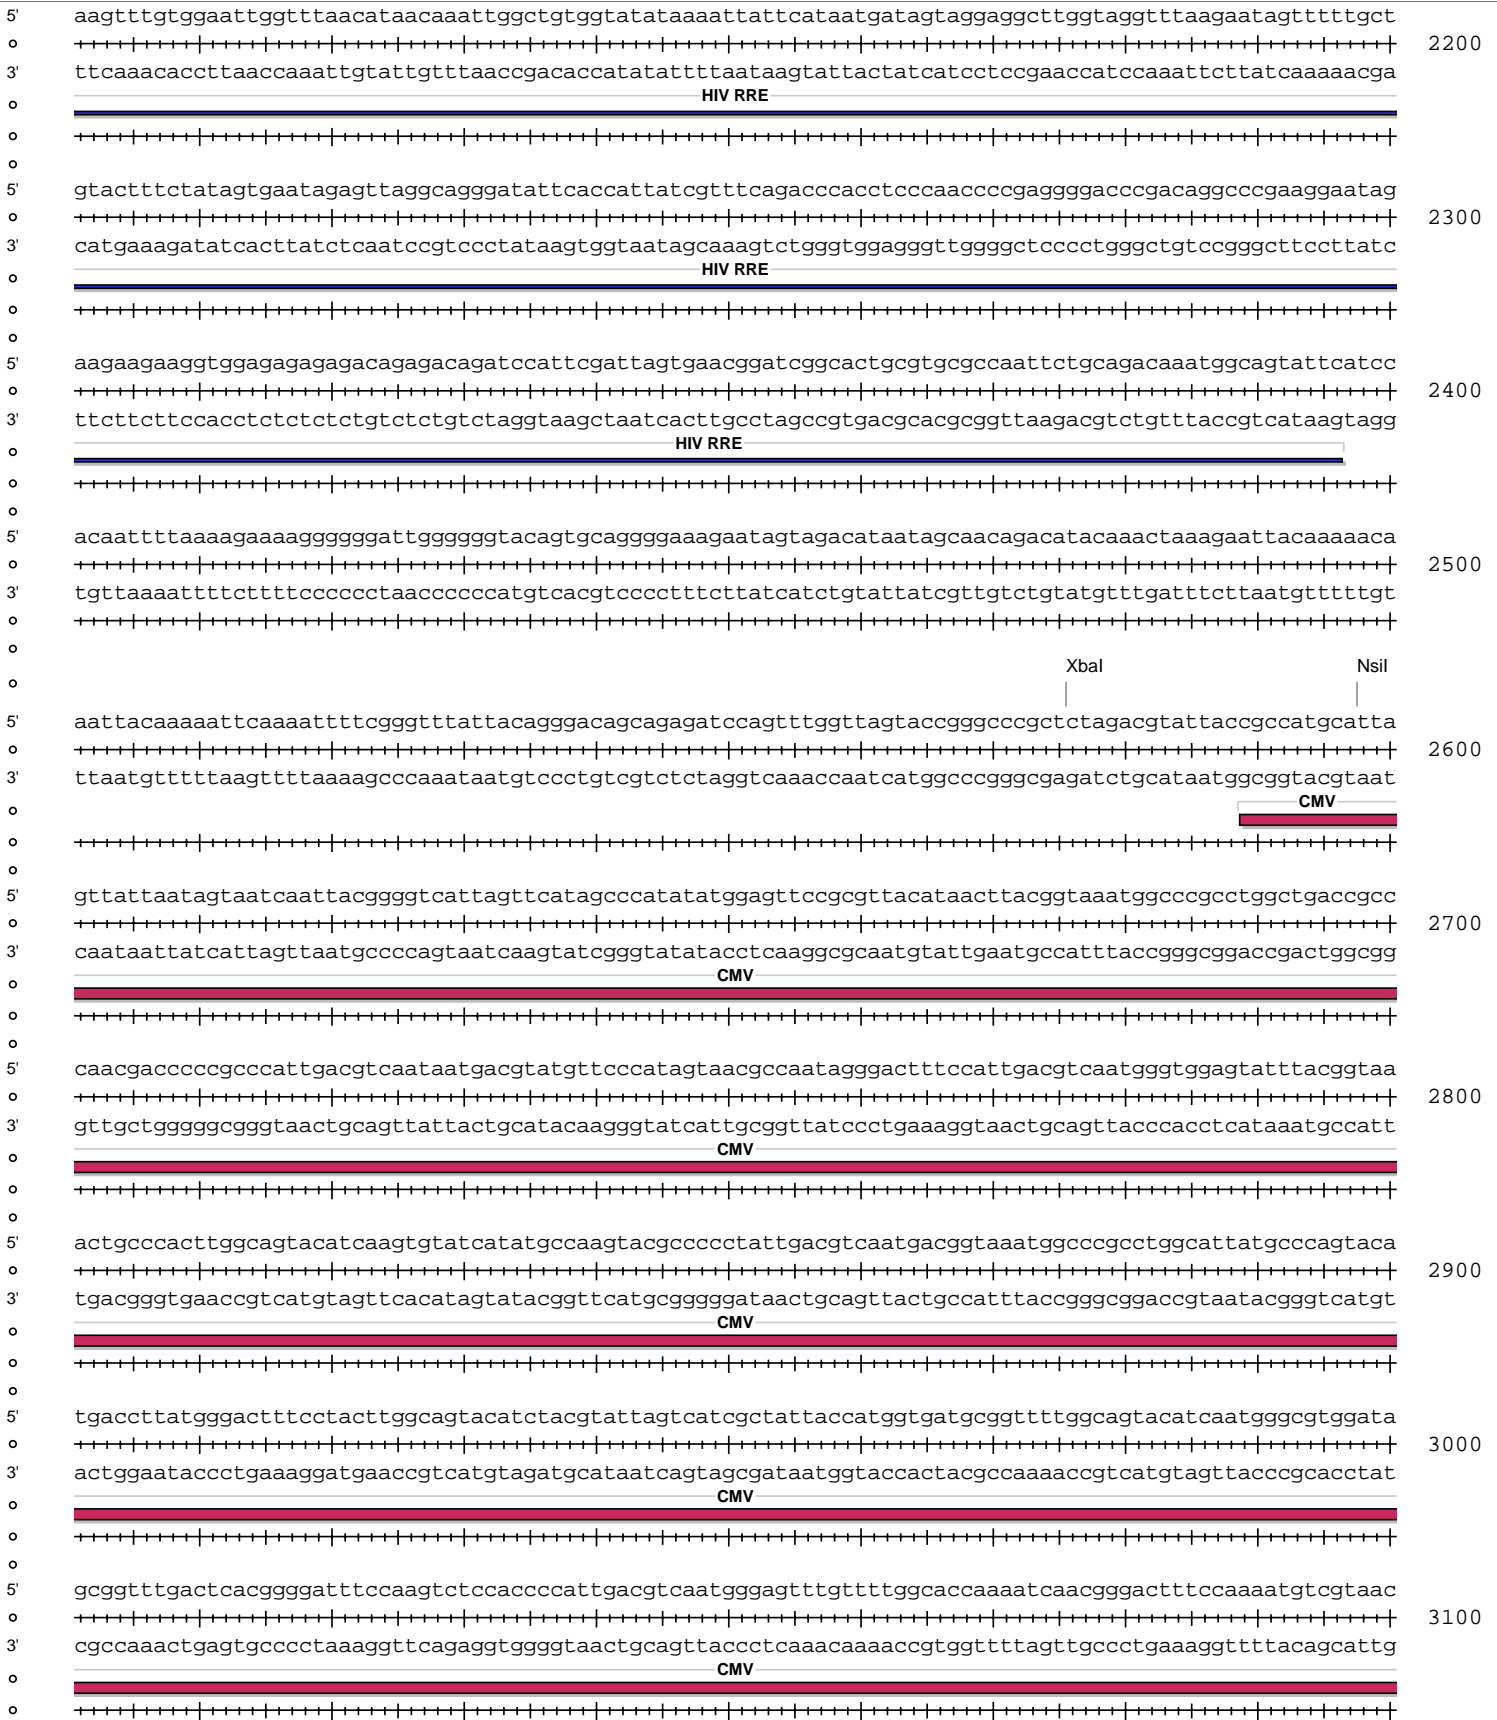 5' aagtttgtggaattggtttaacataacaaattggctgtggtatataaaattattcataatgatagtaggaggcttggtaggtttaagaatagtttttgct
2200
3' ttcaaacaccttaaccaaattgtattgtttaaccgacaccatatattttaataagtattactatcatcctccgaaccatccaaattcttatcaaaaacga
HIV RRE
5' gtactttctatagtgaatagagttaggcagggatattcaccattatcgtttcagacccacctcccaaccccgaggggacccgacaggcccgaaggaatag
2300
3' catgaaagatatcacttatctcaatccgtccctataagtggtaatagcaaagtctgggtggagggttggggctcccctgggctgtccgggcttccttatc
HIV RRE
5' aagaagaaggtggagagagagacagagacagatccattcgattagtgaacggatcggcactgcgtgcgccaattctgcagacaaatggcagtattcatcc
2400
3' ttcttcttccacctctctctctgtctctgtctaggtaagctaatcacttgcctagccgtgacgcacgcggttaagacgtctgtttaccgtcataagtagg
HIV RRE
5' acaattttaaaagaaaaggggggattggggggtacagtgcaggggaaagaatagtagacataatagcaacagacatacaaactaaagaattacaaaaaca
2500
3' tgttaaaattttcttttccccccctaaccccccatgtcacgtcccctttcttatcatctgtattatcgttgtctgtatgtttgatttcttaatgtttttgt
XbaI NsiI
5' aattacaaaaattcaaaattttcgggtttattacagggacagcagagatccagtttggttagtaccgggcccgctctagacgtattaccgccatgcatta
2600
3' ttaatgtttttaagttttaaaagcccaaataatgtccctgtcgtctctaggtcaaaccaatcatggcccgggcgagatctgcataatggcggtacgtaat
CMV
5' gttattaatagtaatcaattacggggtcattagttcatagcccatatatggagttccgcgttacataacttacggtaaatggcccgcctggctgaccgcc
2700
3' caataattatcattagttaatgccccagtaatcaagtatcgggtatatacctcaaggcgcaatgtattgaatgccatttaccgggcggaccgactggcgg
CMV
5' caacgacccccgcccattgacgtcaataatgacgtatgttcccatagtaacgccaatagggactttccattgacgtcaatgggtggagtatttacggtaa
2800
3' gttgctgggggcgggtaactgcagttattactgcatacaagggtatcattgcggttatccctgaaaggtaactgcagttacccacctcataaatgccatt
CMV
5' actgcccacttggcagtacatcaagtgtatcatatgccaagtacgccccctattgacgtcaatgacggtaaatggcccgcctggcattatgcccagtaca
2900
3' tgacgggtgaaccgtcatgtagttcacatagtatacggttcatgcgggggataactgcagttactgccatttaccgggcggaccgtaatacgggtcatgt
CMV
5' tgaccttatgggactttcctacttggcagtacatctacgtattagtcatcgctattaccatggtgatgcggttttggcagtacatcaatgggcgtggata
3000
3' actggaataccctgaaaggatgaaccgtcatgtagatgcataatcagtagcgataatggtaccactacgccaaaaccgtcatgtagttacccgcacctat
CMV
5' gcggtttgactcacggggatttccaagtctccaccccattgacgtcaatgggagtttgttttggcaccaaaatcaacgggactttccaaaatgtcgtaac
3100
3' cgccaaactgagtgcccctaaaggttcagaggtggggtaactgcagttaccctcaaacaaaaccgtggttttagttgccctgaaaggttttacagcattg
CMV